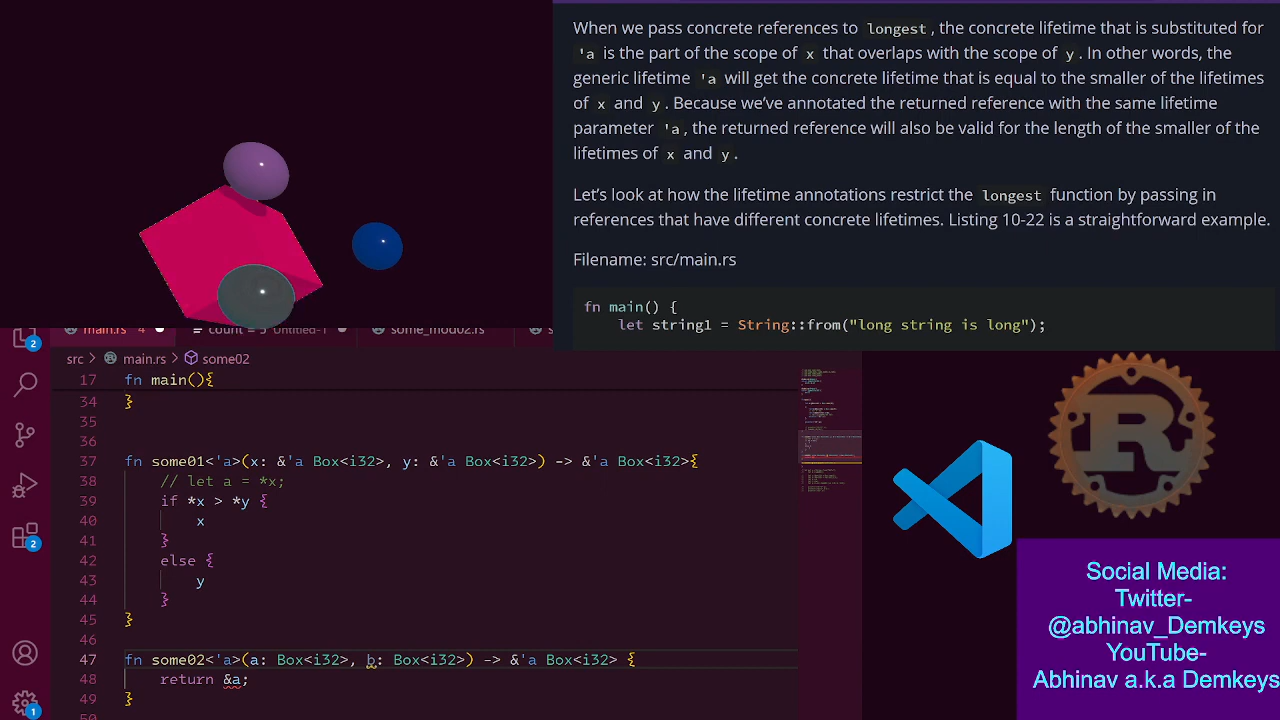 When we pass concrete references to longest, the concrete lifetime that is substituted for
'a is the part of the scope of x that overlaps with the scope of y. In other words, the
generic lifetime 'a will get the concrete lifetime that is equal to the smaller of the lifetimes
of x and y. Because we’ve annotated the returned reference with the same lifetime
parameter 'a, the returned reference will also be valid for the length of the smaller of the
lifetimes of x and y.
Let’s look at how the lifetime annotations restrict the longest function by passing in
references that have different concrete lifetimes. Listing 10-22 is a straightforward example.
Filename: src/main.rs
fn main() {
let string1 = String::from("long string is long");
main.rs 4
count = 5 Untitled-1
some_mod02.rs
src > main.rs > some02
17 fn main(){
34 }
35
36
37 fn some01<'a>(x: &'a Box<i32>, y: &'a Box<i32>) -> &'a Box<i32>{
38 // let a = *x;
39 if *x > *y {
40 x
41 }
42 else {
43 y
44 }
45 }
46
47 fn some02<'a>(a: Box<i32>, b: Box<i32>) -> &'a Box<i32> {
48 return &a;
49 }
50
2
2
1
R
Social Media:
Twitter-
@abhinav_Demkeys
YouTube-
Abhinav a.k.a Demkeys